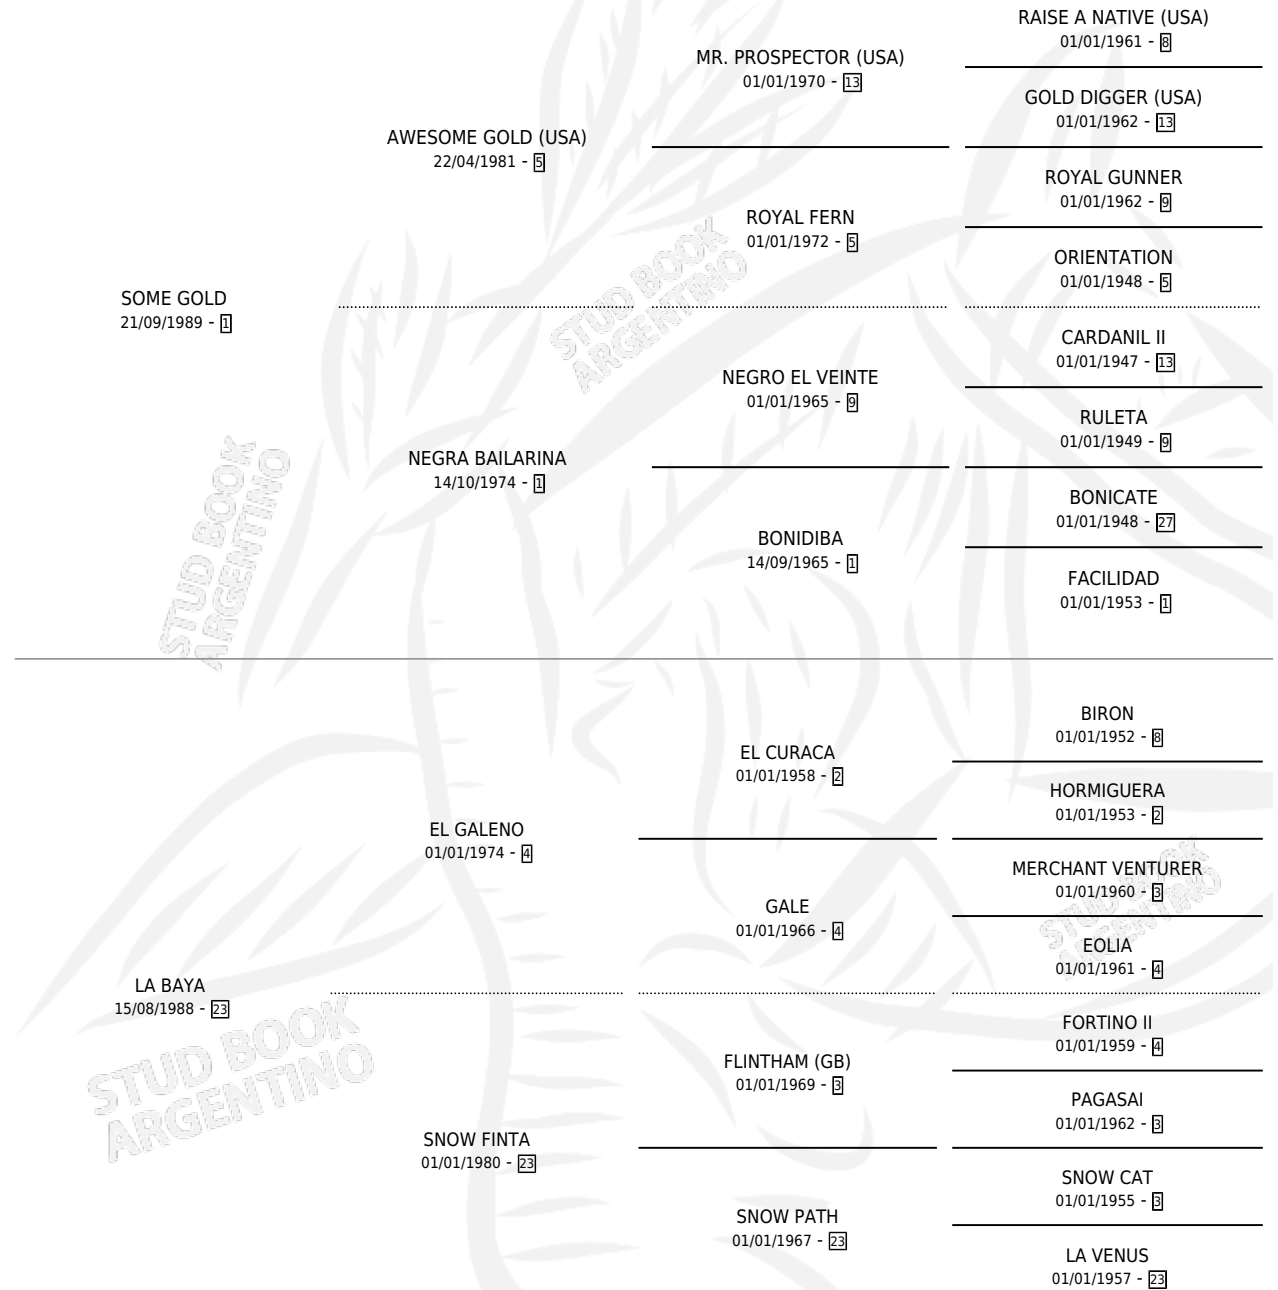 RAISE A NATIVE (USA)
01/01/1961 - 8
MR. PROSPECTOR (USA)
01/01/1970 - 13
GOLD DIGGER (USA)
01/01/1962 - 13
AWESOME GOLD (USA)
22/04/1981 - 5
ROYAL GUNNER
01/01/1962 - 9
ROYAL FERN
01/01/1972 - 5
ORIENTATION
01/01/1948 - 5
SOME GOLD
21/09/1989 - 1
CARDANIL II
01/01/1947 - 13
NEGRO EL VEINTE
01/01/1965 - 9
RULETA
01/01/1949 - 9
NEGRA BAILARINA
14/10/1974 - 1
BONICATE
01/01/1948 - 27
BONIDIBA
14/09/1965 - 1
FACILIDAD
01/01/1953 - 1
BIRON
01/01/1952 - 8
EL CURACA
01/01/1958 - 2
HORMIGUERA
01/01/1953 - 2
EL GALENO
01/01/1974 - 4
MERCHANT VENTURER
01/01/1960 - 3
GALE
01/01/1966 - 4
EOLIA
01/01/1961 - 4
LA BAYA
15/08/1988 - 23
FORTINO II
01/01/1959 - 4
FLINTHAM (GB)
01/01/1969 - 3
PAGASAI
01/01/1962 - 3
SNOW FINTA
01/01/1980 - 23
SNOW CAT
01/01/1955 - 3
SNOW PATH
01/01/1967 - 23
LA VENUS
01/01/1957 - 23
STUD BOOK
ARGENTINO
STUD BOOK
ARGENTINO
STUD BOOK
ARGENTINO
STUD BOOK
ARGENTINO